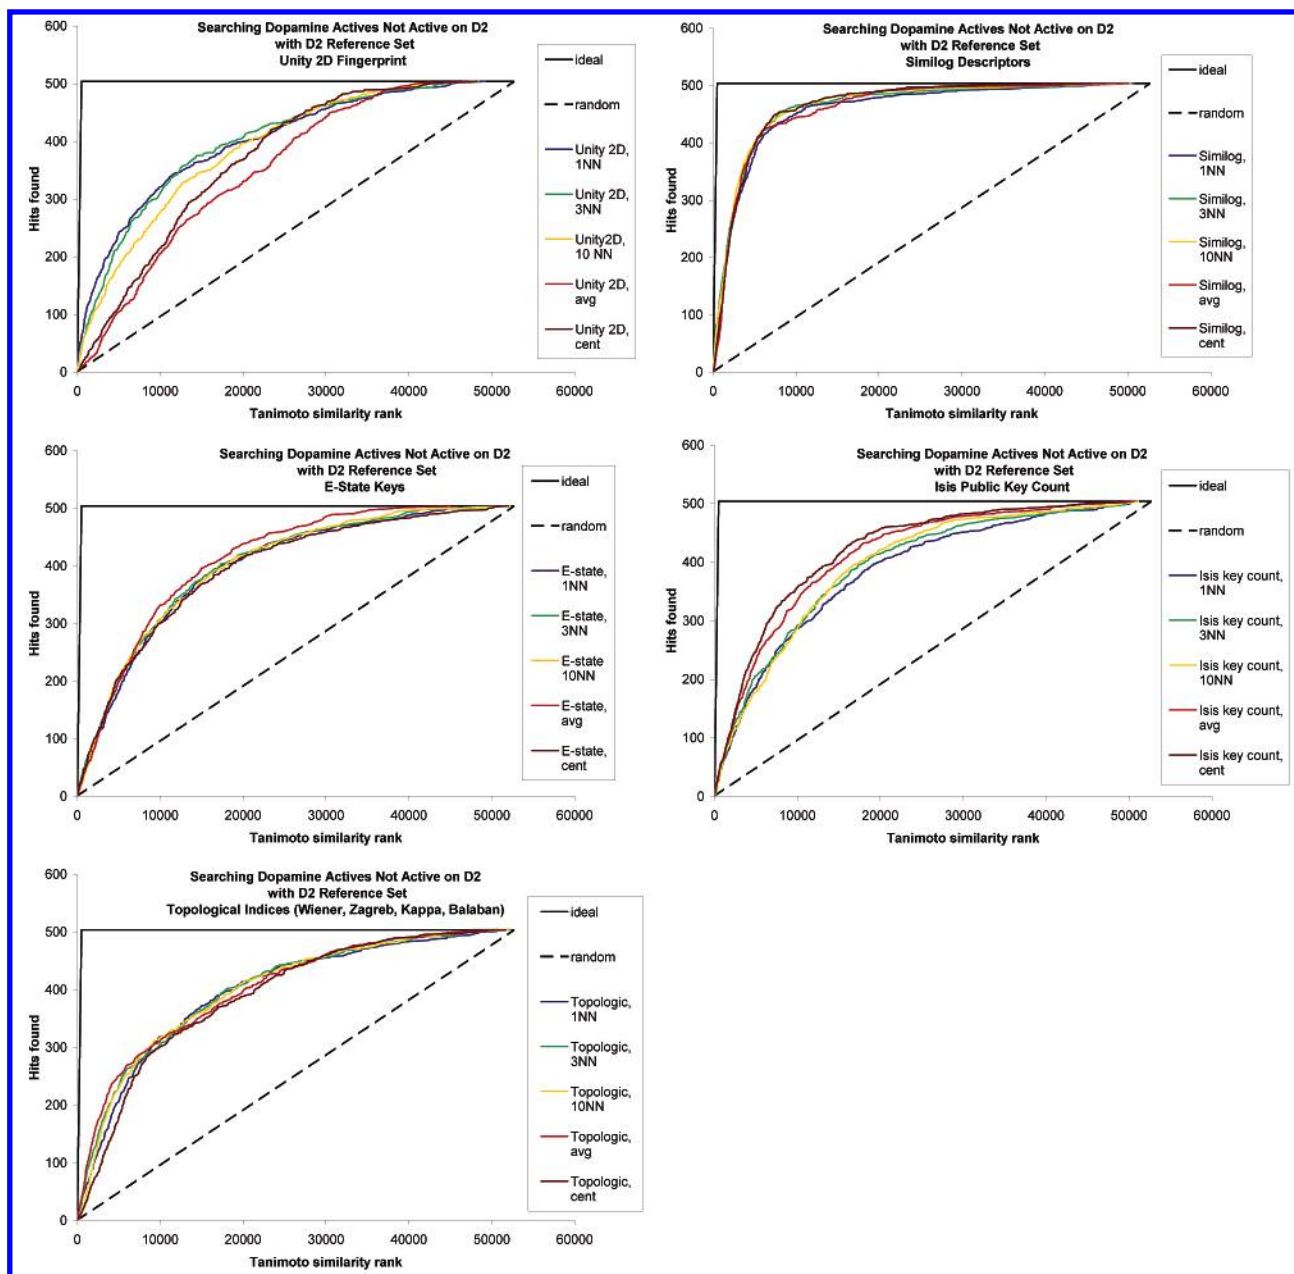 Searching Dopamine Actives Not Active on D2
with D2 Reference Set
Unity 2D Fingerprint
600
500
400
300
200
100
0
Hits found
0 10000 20000 30000 40000 50000 60000
Tanimoto similarity rank
ideal
random
Unity 2D,
1NN
Unity 2D,
3NN
Unity2D,
10 NN
Unity 2D,
avg
Unity 2D,
cent
Searching Dopamine Actives Not Active on D2
with D2 Reference Set
Similog Descriptors
600
500
400
300
200
100
0
Hits found
0 10000 20000 30000 40000 50000 60000
Tanimoto similarity rank
ideal
random
Similog,
1NN
Similog,
3NN
Similog,
10NN
Similog,
avg
Similog,
cent
Searching Dopamine Actives Not Active on D2
with D2 Reference Set
E-State Keys
600
500
400
300
200
100
0
Hits found
0 10000 20000 30000 40000 50000 60000
Tanimoto similarity rank
ideal
random
E-state,
1NN
E-state,
3NN
E-state
10NN
E-state,
avg
E-state,
cent
Searching Dopamine Actives Not Active on D2
with D2 Reference Set
Isis Public Key Count
600
500
400
300
200
100
0
Hits found
0 10000 20000 30000 40000 50000 60000
Tanimoto similarity rank
ideal
random
Isis key count,
1NN
Isis key count,
3NN
Isis key count,
10NN
Isis key count,
avg
Isis key count,
cent
Searching Dopamine Actives Not Active on D2
with D2 Reference Set
Topological Indices (Wiener, Zagreb, Kappa, Balaban)
600
500
400
300
200
100
0
Hits found
0 10000 20000 30000 40000 50000 60000
Tanimoto similarity rank
ideal
random
Topologic,
1NN
Topologic,
3NN
Topologic,
10NN
Topologic,
avg
Topologic,
cent